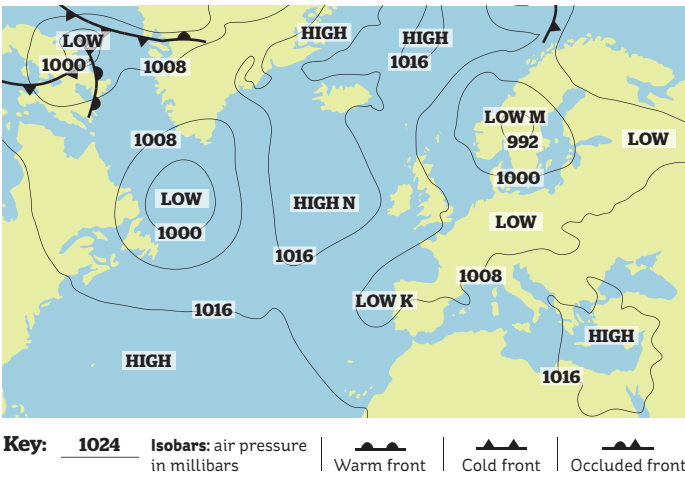 LOW
1000
1008
HIGH
HIGH
1016
LOW M
992
1000
LOW
1008
LOW
1000
HIGH N
1016
LOW
1008
LOW K
1016
HIGH
HIGH
1016
Key:
1024
Isobars: air pressure
in millibars
Warm front
Cold front
Occluded front